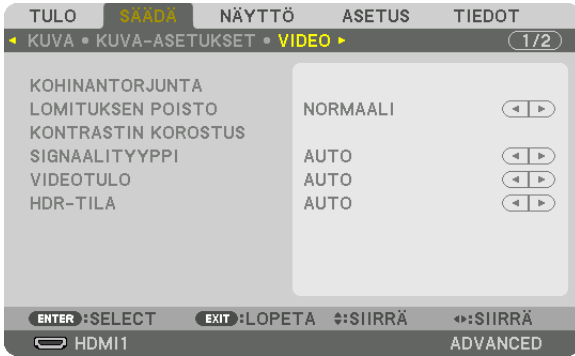 TULO SÄÄDÄ NÄYTTÖ ASETUS TIEDOT
◂ KUVA • KUVA-ASETUKSET • VIDEO ▸ 1/2
KOHINANTORJUNTA
LOMITUKSEN POISTO NORMAALI
KONTRASTIN KOROSTUS
SIGNAALITYYPPI AUTO
VIDEOTULO AUTO
HDR-TILA AUTO
ENTER :SELECT EXIT :LOPETA :SIIRRÄ :SIIRRÄ
HDMI1 ADVANCED